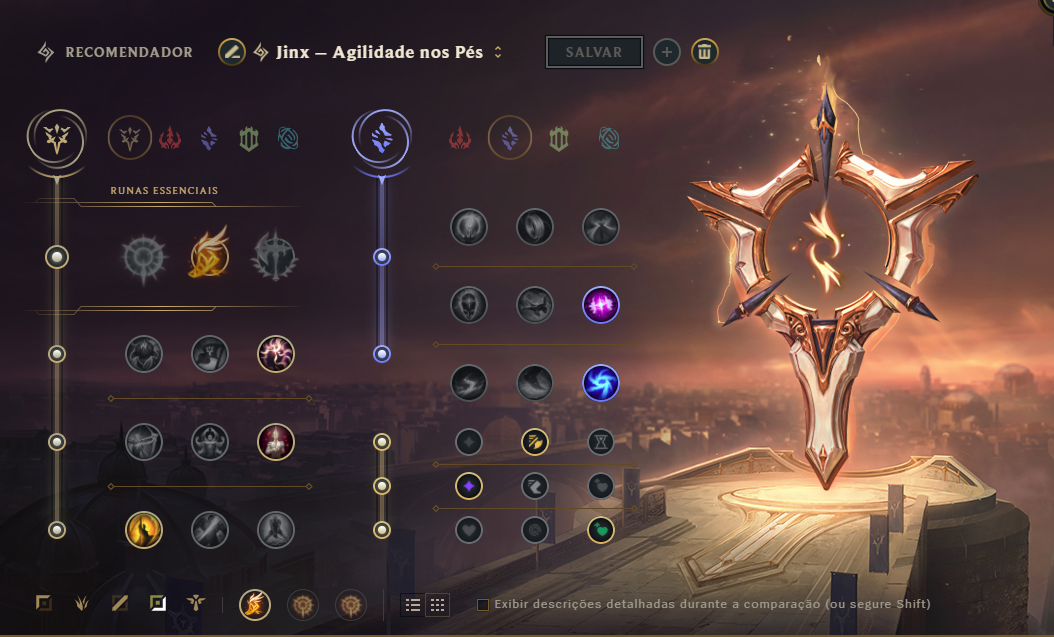 RECOMENDADOR
Jinx — Agilidade nos Pés
SALVAR
RUNAS ESSENCIAIS
Exibir descrições detalhadas durante a comparação (ou segure Shift)